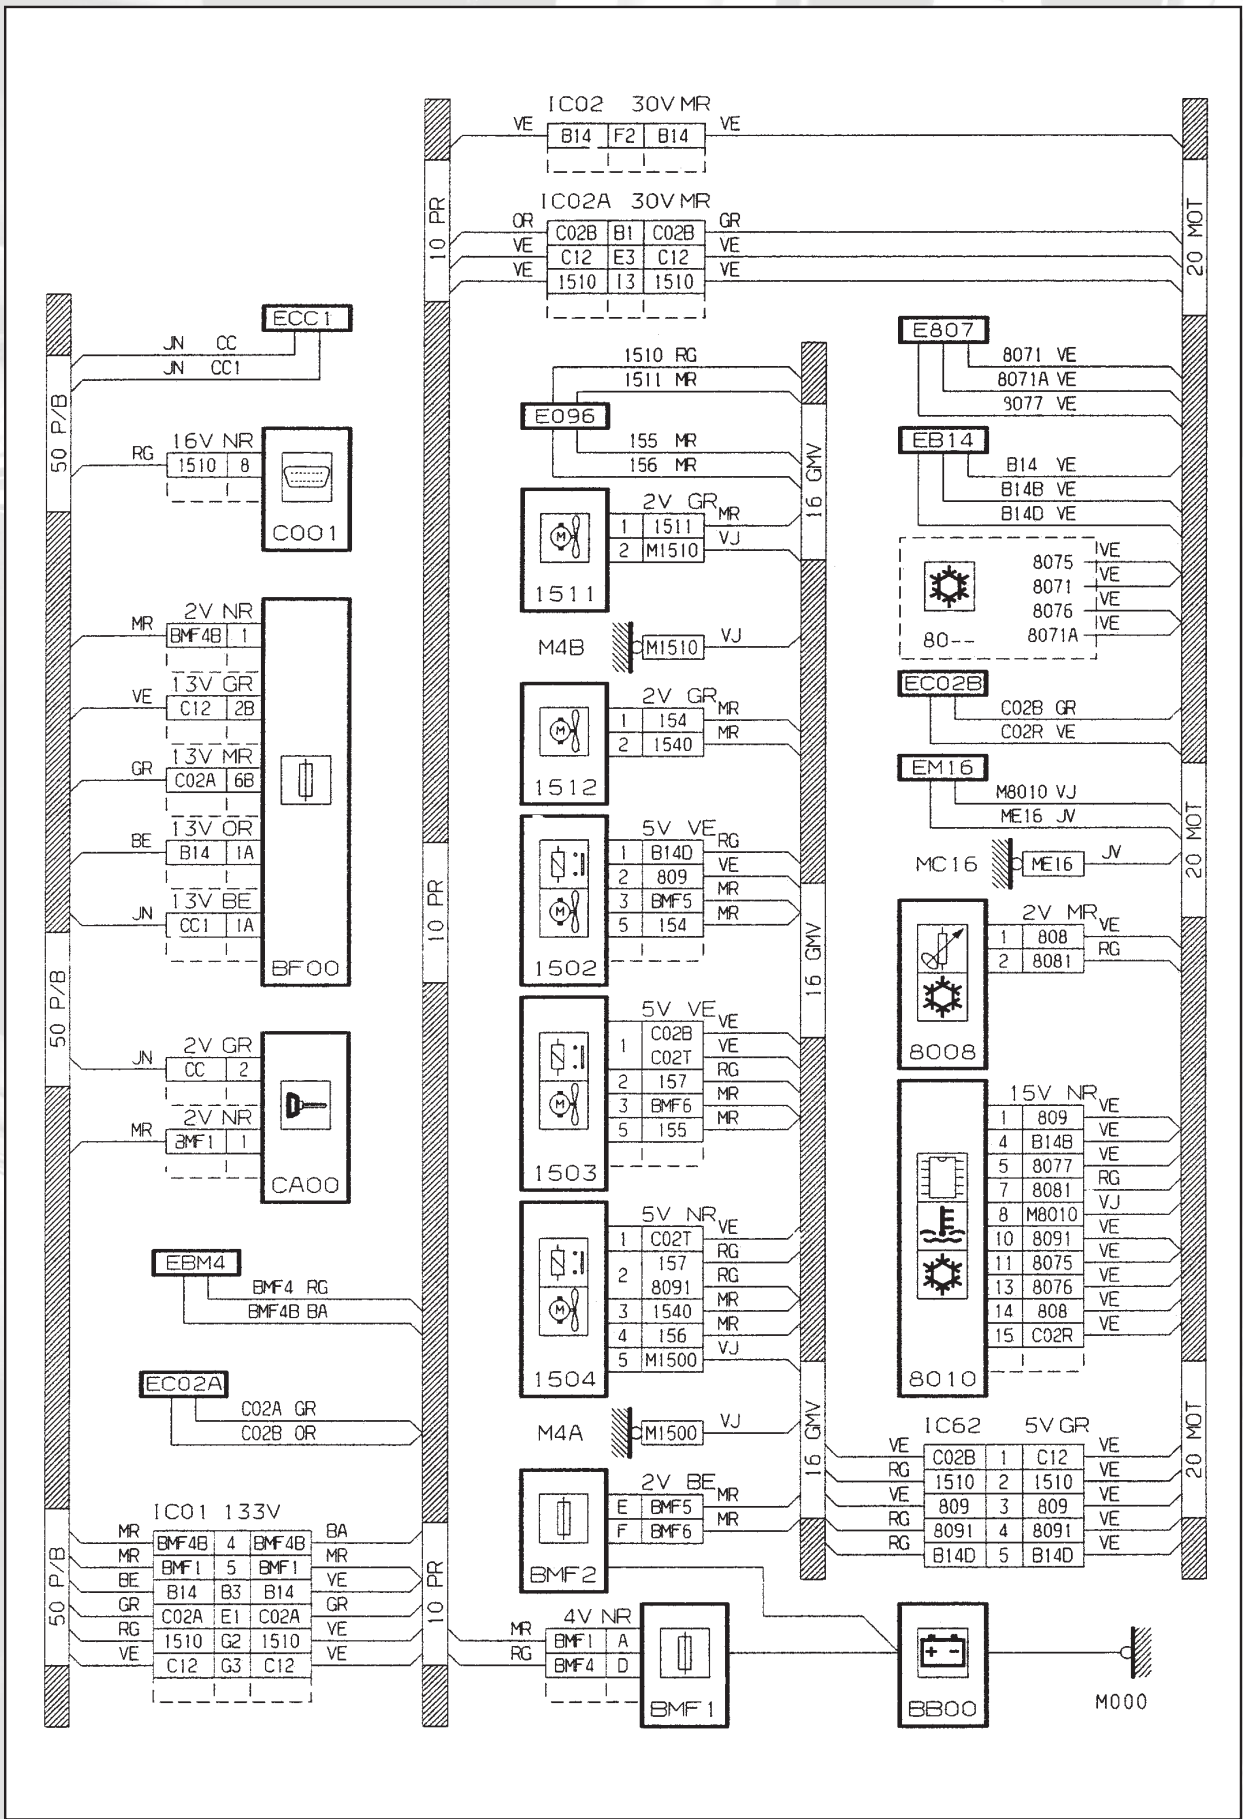 IC02 30V MR
VE B14 F2 B14 VE
IC02A 30V MR
OR C02B B1 C02B GR
VE C12 E3 C12 VE
VE 1510 I3 1510 VE
10 PR
20 MOT
50 P/B
ECC1
JN CC
JN CC1
16V NR
RG 1510 8
C001
2V NR
MR BMF4B 1
13V GR
VE C12 2B
13V MR
GR C02A 6B
13V OR
BE B14 1A
13V BE
JN CC1 1A
BF00
50 P/B
2V GR
JN CC 2
2V NR
MR BMF1 1
CA00
EBM4
BMF4 RG
BMF4B BA
EC02A
C02A GR
C02B OR
50 P/B
IC01 133V
MR BMF4B 4 BMF4B BA
MR BMF1 5 BMF1 MR
BE B14 B3 B14 VE
GR C02A E1 C02A GR
RG 1510 G2 1510 VE
VE C12 G3 C12 VE
10 PR
10 PR
1510 RG
1511 MR
E096
155 MR
156 MR
16 GMV
2V GR
1 1511 MR
2 M1510 VJ
1511
M4B M1510 VJ
2V GR
1 154 MR
2 1540 MR
1512
5V VE
1 B14D RG
2 809 VE
3 BMF5 MR
5 154 MR
1502
16 GMV
5V VE
1 C02B VE
C02T VE
2 157 RG
3 BMF6 MR
5 155 MR
1503
5V NR
1 C02T VE
2 157 RG
8091 RG
3 1540 MR
4 156 MR
5 M1500 VJ
1504
M4A M1500 VJ
16 GMV
2V BE
E BMF5 MR
F BMF6 MR
BMF2
4V NR
MR BMF1 A
RG BMF4 D
BMF1
E807
8071 VE
8071A VE
8077 VE
EB14
B14 VE
B14B VE
B14D VE
8075 VE
8071 VE
8076 VE
8071A VE
80--
EC02B
C02B GR
C02R VE
EM16
M8010 VJ
ME16 JV
MC16 ME16 JV
20 MOT
2V MR
1 808 VE
2 8081 RG
8008
15V NR
1 809 VE
4 B14B VE
5 8077 VE
7 8081 RG
8 M8010 VJ
10 8091 VE
11 8075 VE
13 8076 VE
14 808 VE
15 C02R VE
8010
IC62 5V GR
VE C02B 1 C12 VE
RG 1510 2 1510 VE
VE 809 3 809 VE
RG 8091 4 8091 VE
RG B14D 5 B14D VE
20 MOT
BB00
M000